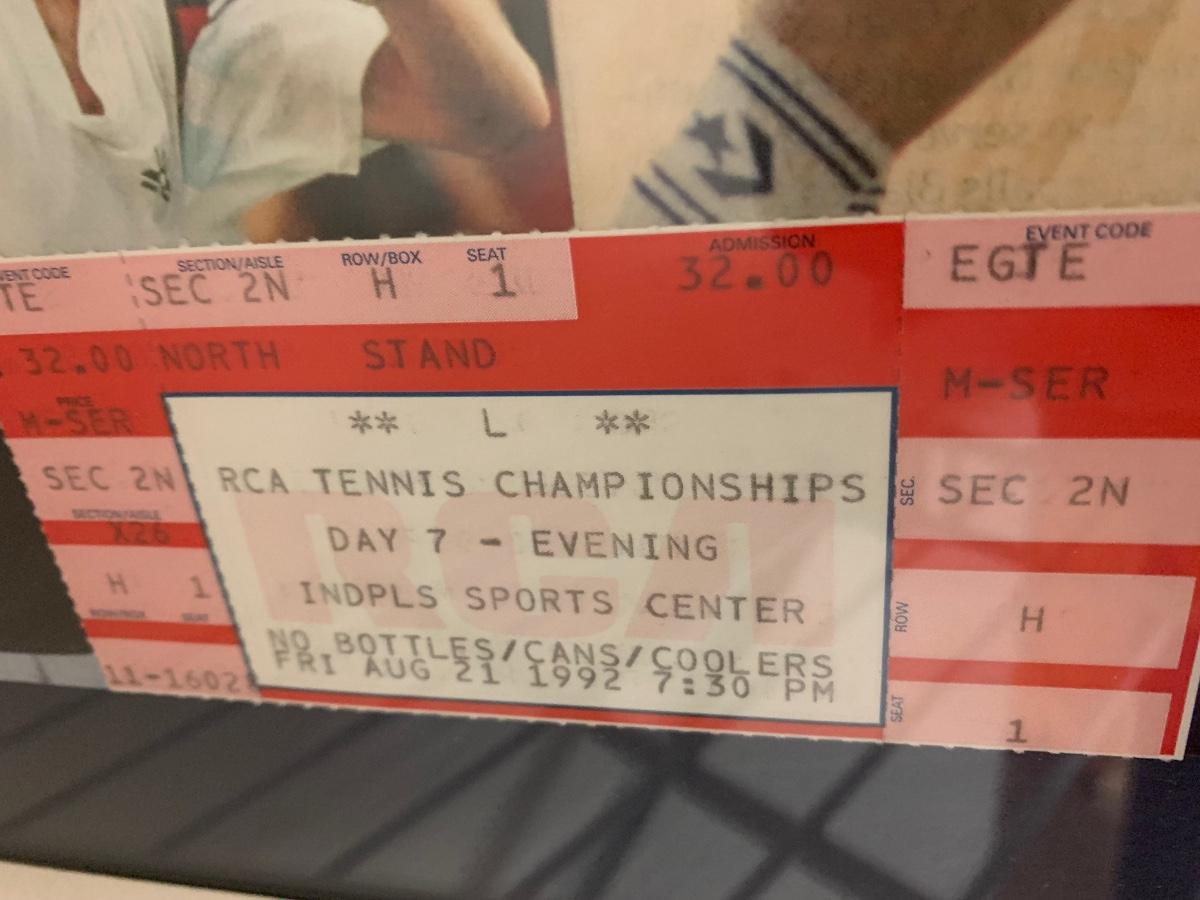 ENT CODE SECTION/AISLE ROW/BOX SEAT ADMISSION EVENT CODE
TE SEC 2N H 1 32.00 EGTE
32.00 NORTH STAND
PRICE
M-SER M-SER
** L **
SEC 2N RCA TENNIS CHAMPIONSHIPS SEC. SEC 2N
SECTION/AISLE
X26 DAY 7 - EVENING
H 1 INDPLS SPORTS CENTER ROW H
ROW/BOX SEAT
NO BOTTLES/CANS/COOLERS
11-1602 FRI AUG 21 1992 7:30 PM
SEAT 1
RCA